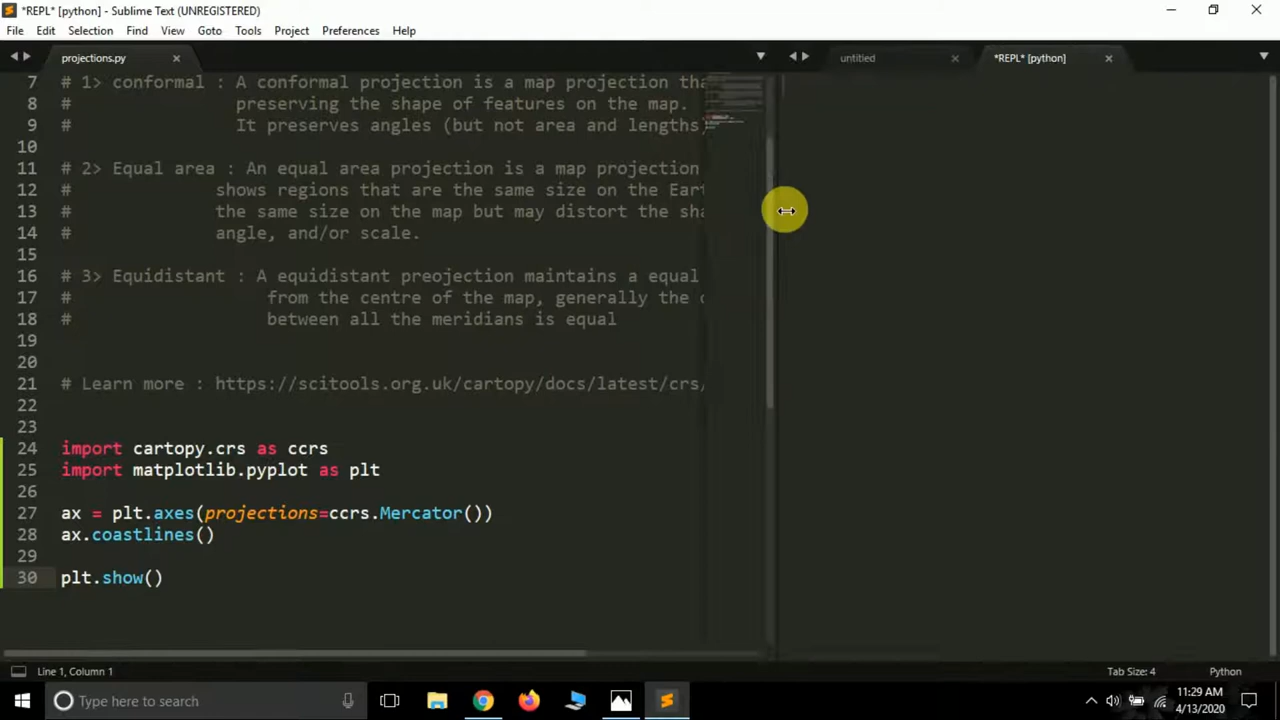 *REPL* [python] - Sublime Text (UNREGISTERED)
File Edit Selection View Goto Tools Project Preferences Help
projections.py untitled *REPL* [python]
7 # 1> conformal : A conformal projection is a map projection tha
8 # preserving the shape of features on the map.
9 # It preserves angles (but not area and lengths)
10
11 # 2> Equal area : An equal area projection is a map projection
12 # shows regions that are the same size on the Eart
13 # the same size on the map but may distort the sha
14 # angle, and/or scale.
15
16 # 3> Equidistant : A equidistant preojection maintains a equal
17 # from the centre of the map, generally the d
18 # between all the meridians is equal
19
20
21 # Learn more : https://scitools.org.uk/cartopy/docs/latest/crs/
22
23
24 import cartopy.crs as ccrs
25 import matplotlib.pyplot as plt
26
27 ax = plt.axes(projections=ccrs.Mercator())
28 ax.coastlines()
29
30 plt.show()
Line 1, Column 1 Tab Size: 4 Python
Type here to search
11:29 AM
4/13/2020